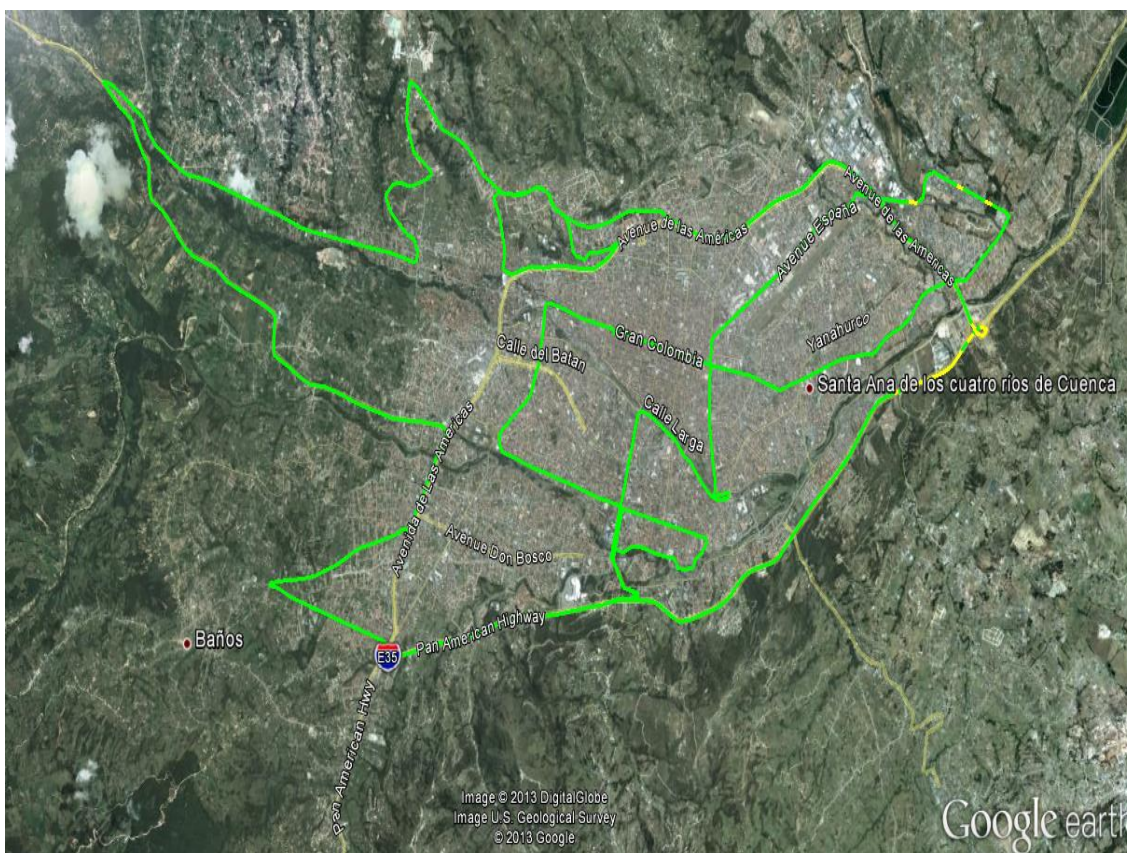 Avenue de las Américas
Avenue España
Avenue de las Americas
Gran Colombia
Yanahurco
Calle del Batan
Santa Ana de los cuatro ríos de Cuenca
Calle Larga
Avenida de Las Américas
Avenue Don Bosco
Baños
Pan American Highway
E35
Pan American Hwy
Image © 2013 DigitalGlobe
Image U.S. Geological Survey
© 2013 Google
Google earth